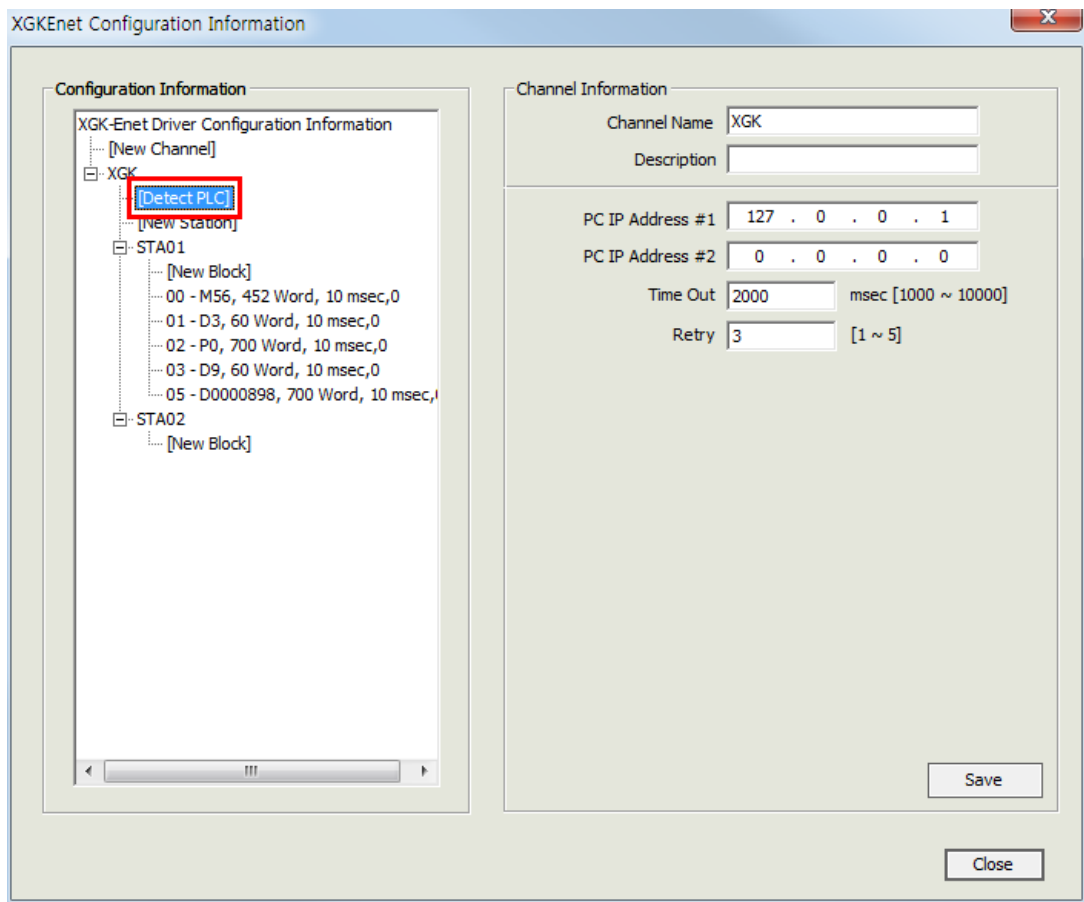 XGKEnet Configuration Information
Configuration Information
XGK-Enet Driver Configuration Information
[New Channel]
XGK
[Detect PLC]
[New Station]
STA01
[New Block]
00 - M56, 452 Word, 10 msec,0
01 - D3, 60 Word, 10 msec,0
02 - P0, 700 Word, 10 msec,0
03 - D9, 60 Word, 10 msec,0
05 - D0000898, 700 Word, 10 msec,
STA02
[New Block]
Channel Information
Channel Name XGK
Description
PC IP Address #1 127 . 0 . 0 . 1
PC IP Address #2 0 . 0 . 0 . 0
Time Out 2000 msec [1000 ~ 10000]
Retry 3 [1 ~ 5]
Save
Close